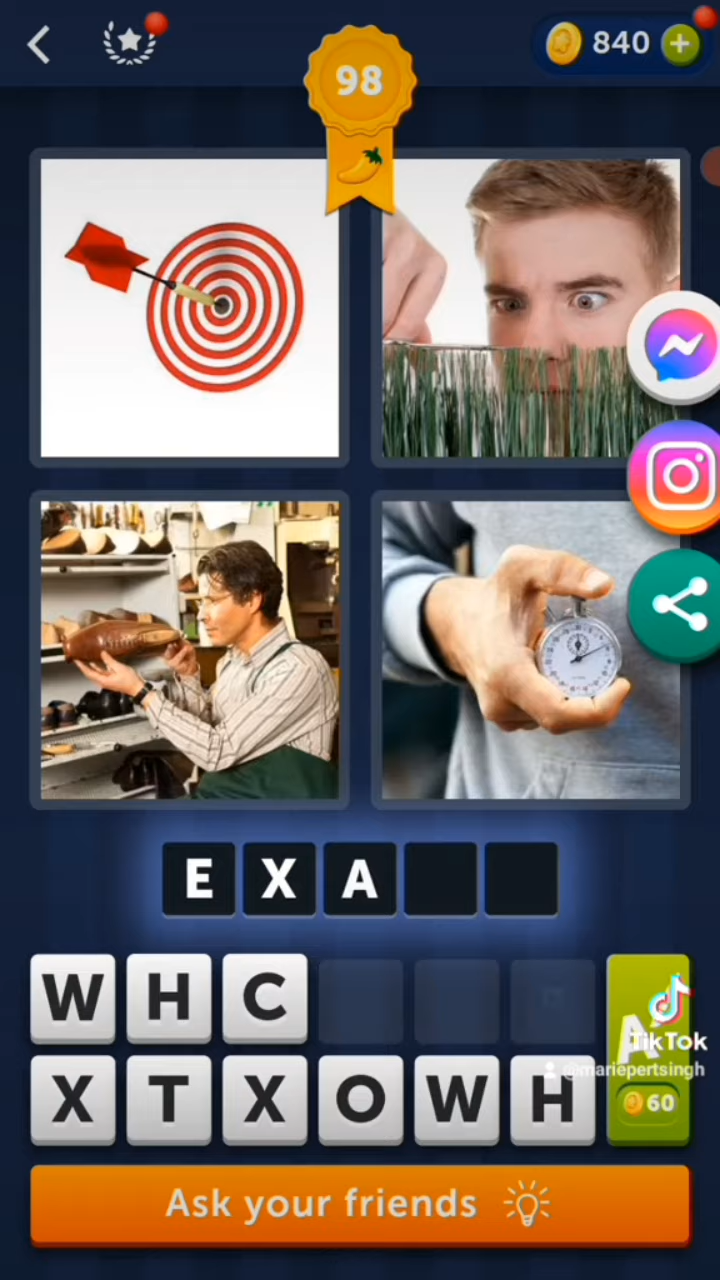 840
98
E X A
W H C
X T X O W H
A
TikTok
@mariepertsingh
60
Ask your friends